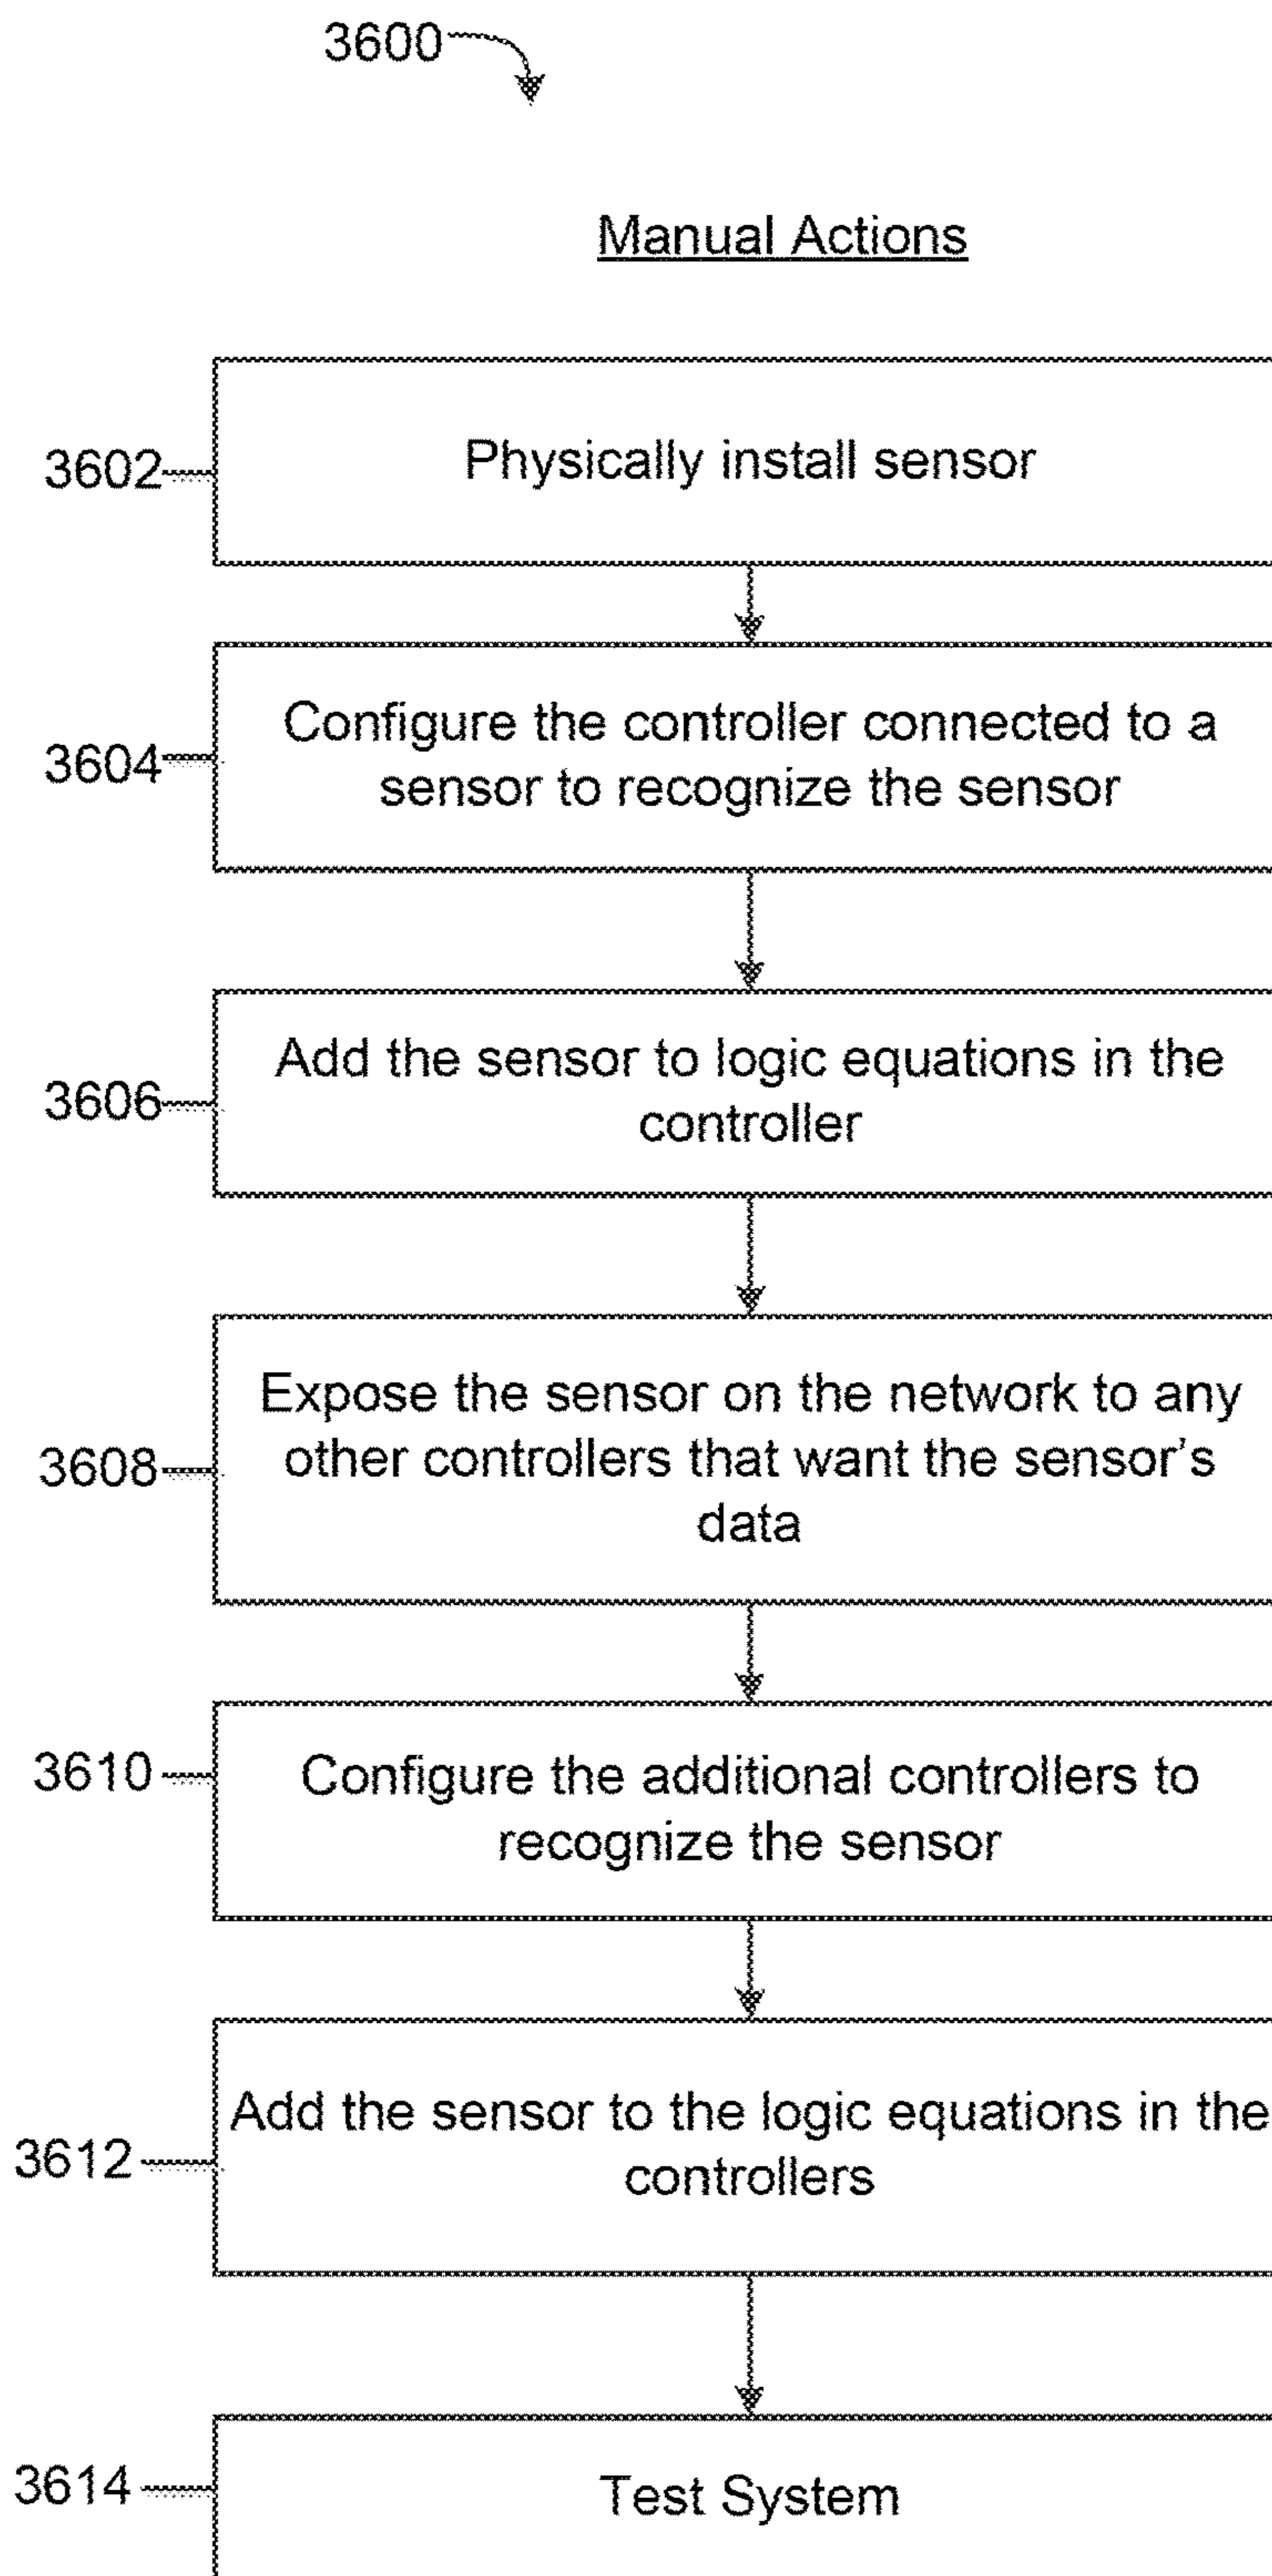 3600
Manual Actions
3602
Physically install sensor
3604
Configure the controller connected to a
sensor to recognize the sensor
3606
Add the sensor to logic equations in the
controller
3608
Expose the sensor on the network to any
other controllers that want the sensor's
data
3610
Configure the additional controllers to
recognize the sensor
3612
Add the sensor to the logic equations in the
controllers
3614
Test System